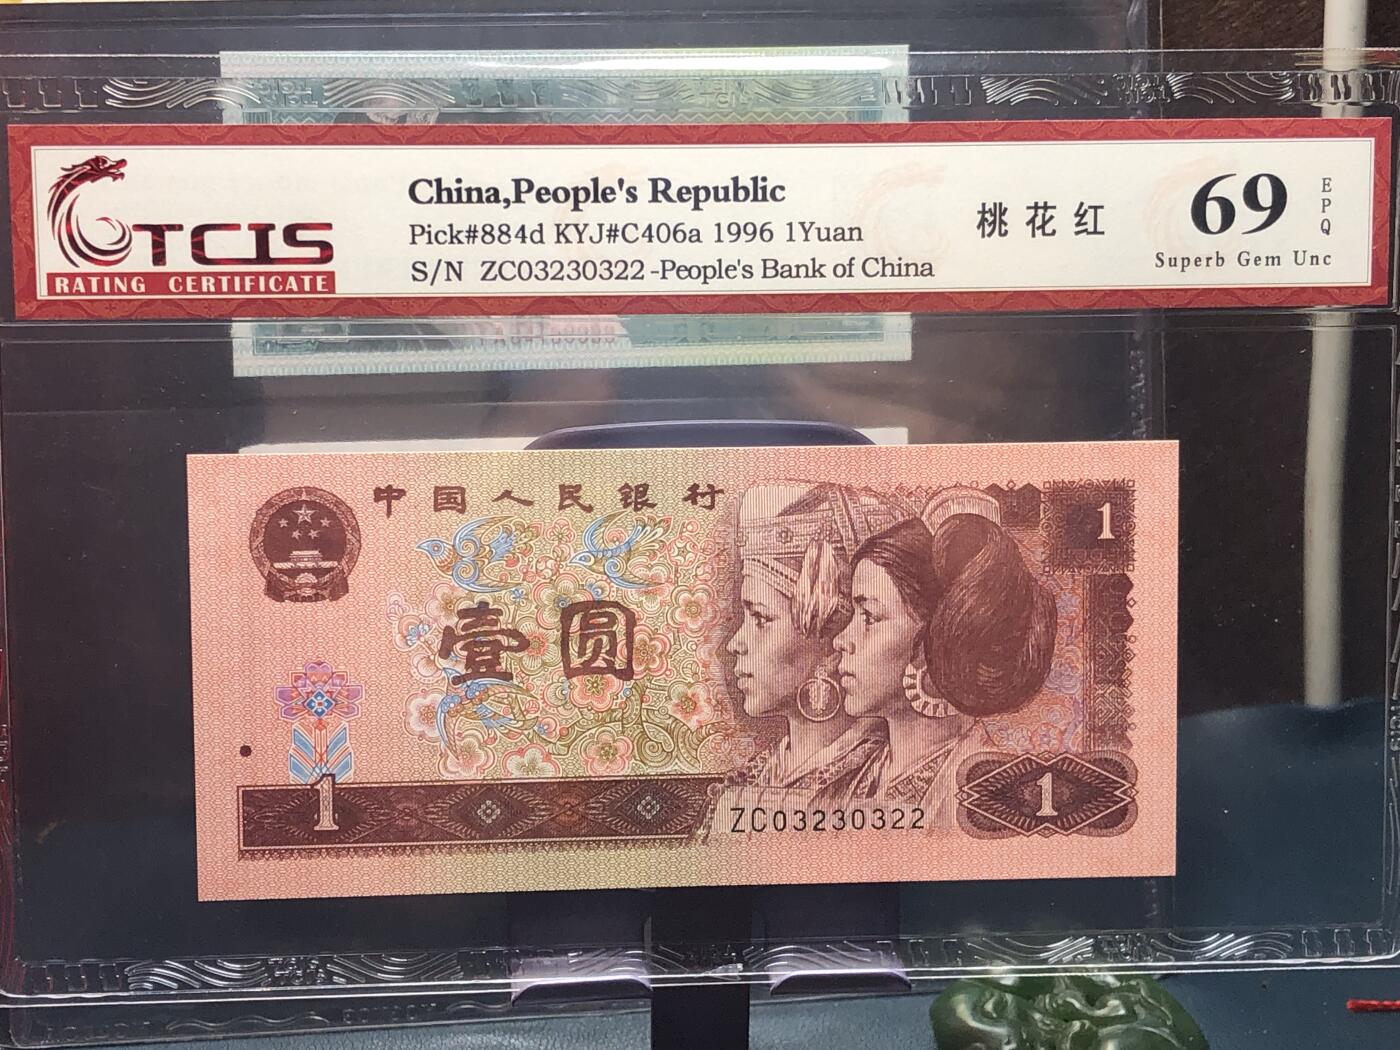 TCIS
RATING CERTIFICATE
China,People's Republic
Pick#884d KYJ#C406a 1996 1Yuan
S/N ZC03230322-People's Bank of China
桃花红
69
EPQ
Superb Gem Unc
中国人民银行
1
壹圆
1
ZC03230322
1